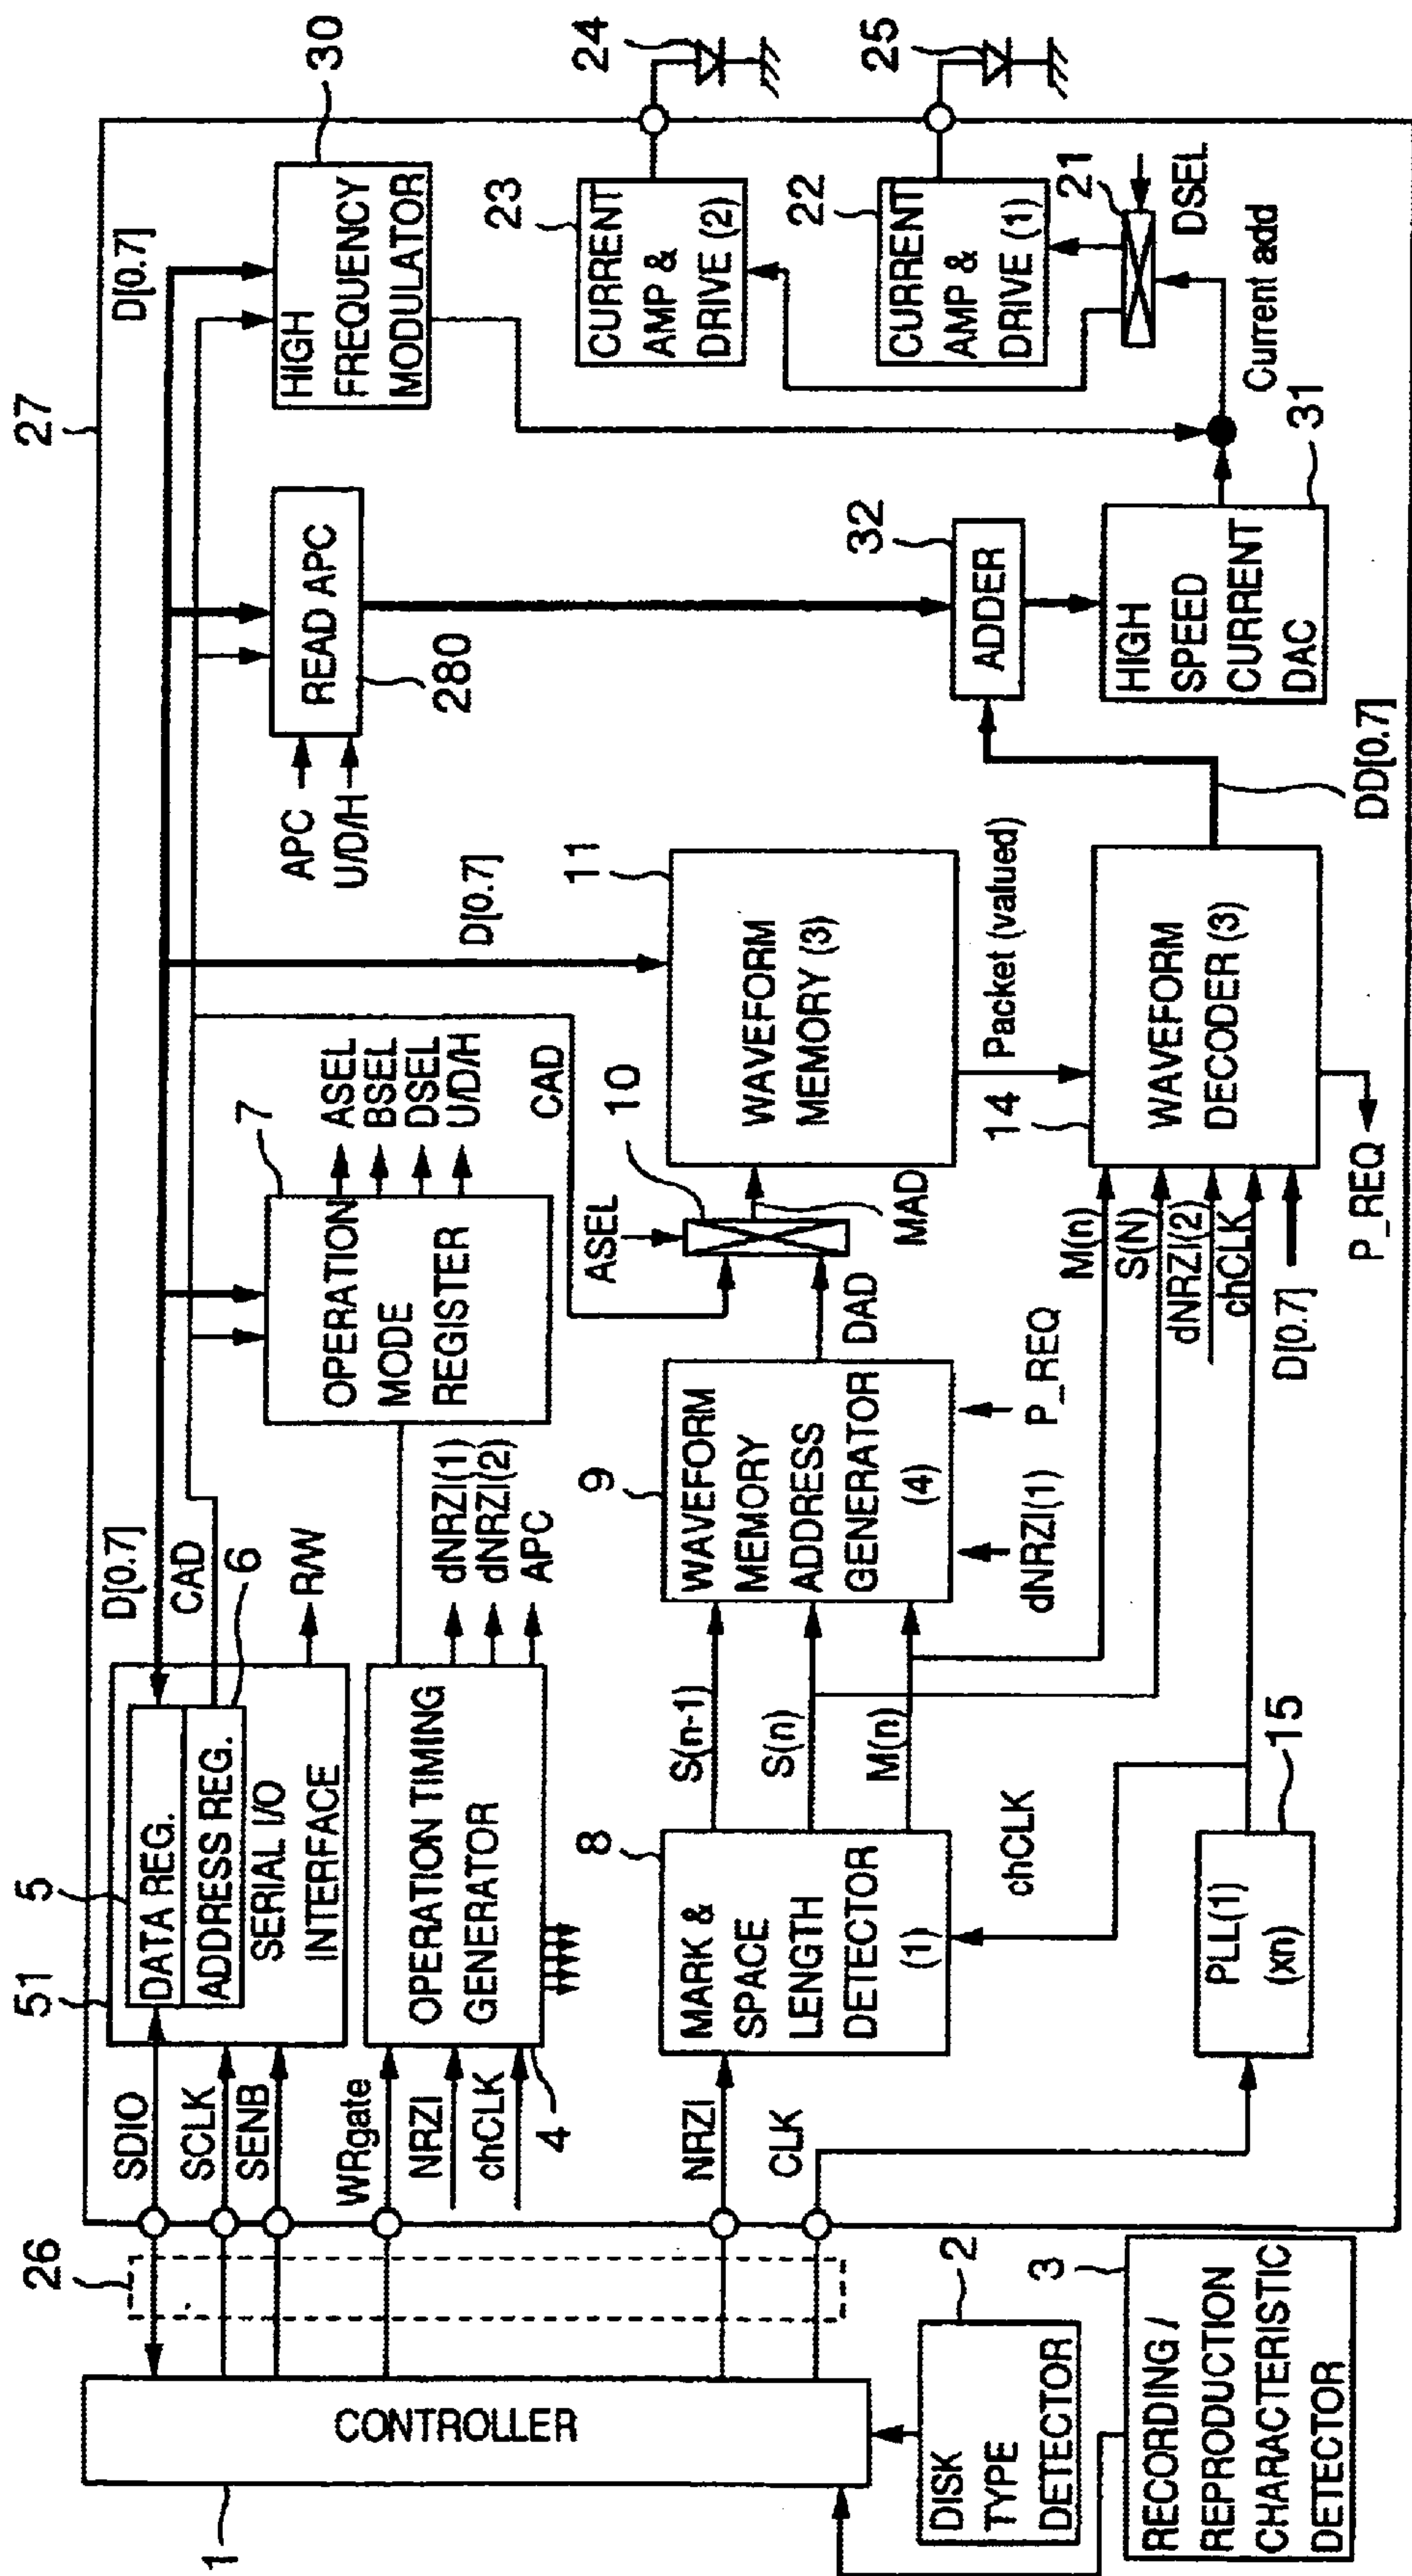 27
51
5
DATA REG.
ADDRESS REG.
SERIAL I/O
INTERFACE
6
D[0.7]
CAD
R/W
SDIO
SCLK
SENB
WRgate
NRZI
chCLK
4
OPERATION TIMING
GENERATOR
dNRZI(1)
dNRZI(2)
APC
7
OPERATION
MODE
REGISTER
ASEL
BSEL
DSEL
U/D/H
CAD
D[0.7]
APC
U/D/H
READ APC
280
D[0.7]
30
HIGH
FREQUENCY
MODULATOR
23
CURRENT
AMP &
DRIVE (2)
24
22
CURRENT
AMP &
DRIVE (1)
25
21
DSEL
Current add
26
1
CONTROLLER
2
DISK
TYPE
DETECTOR
3
RECORDING /
REPRODUCTION
CHARACTERISTIC
DETECTOR
NRZI
CLK
8
MARK &
SPACE
LENGTH
DETECTOR
(1)
chCLK
PLL(1)
(xn)
15
S(n-1)
S(n)
M(n)
9
WAVEFORM
MEMORY
ADDRESS
GENERATOR
(4)
dNRZI(1)
P_REQ
DAD
ASEL
10
MAD
11
WAVEFORM
MEMORY (3)
Packet (valued)
14
M(n)
S(N)
dNRZI(2)
chCLK
D[0.7]
WAVEFORM
DECODER (3)
P_REQ
DD[0.7]
32
ADDER
HIGH
SPEED
CURRENT
DAC
31